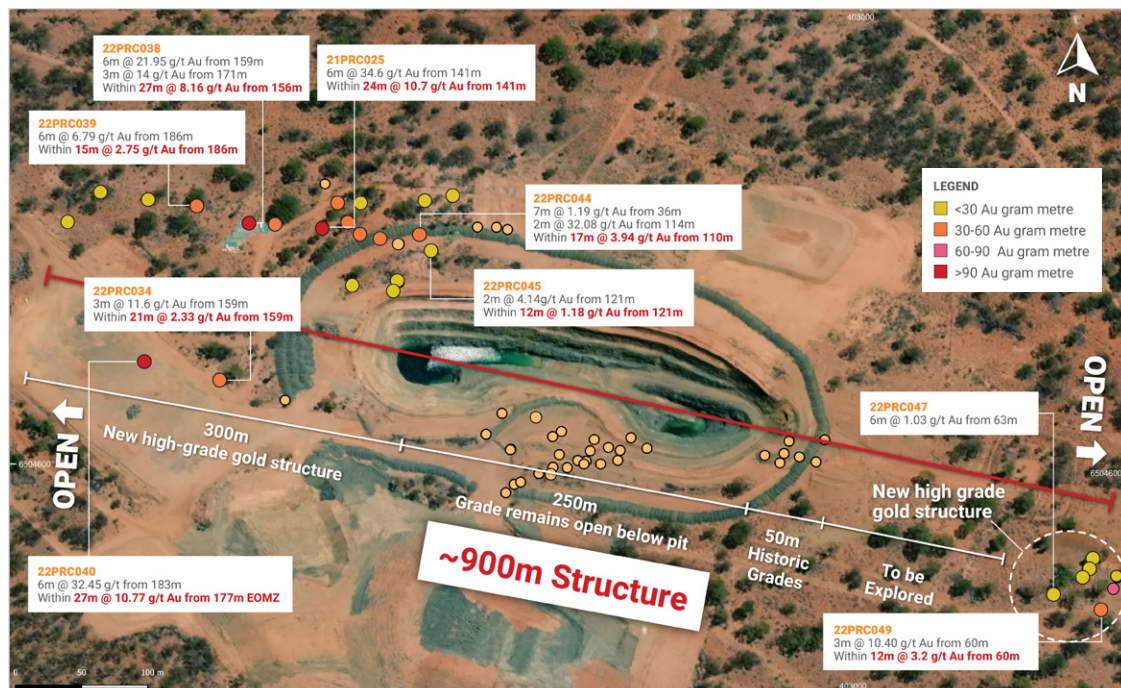 403000
22PRC038
6m @ 21.95 g/t Au from 159m
3m @ 14 g/t Au from 171m
Within 27m @ 8.16 g/t Au from 156m
21PRC025
6m @ 34.6 g/t Au from 141m
Within 24m @ 10.7 g/t Au from 141m
N
22PRC039
6m @ 6.79 g/t Au from 186m
Within 15m @ 2.75 g/t Au from 186m
22PRC044
7m @ 1.19 g/t Au from 36m
2m @ 32.08 g/t Au from 114m
Within 17m @ 3.94 g/t Au from 110m
LEGEND
<30 Au gram metre
30-60 Au gram metre
60-90 Au gram metre
>90 Au gram metre
22PRC034
3m @ 11.6 g/t Au from 159m
Within 21m @ 2.33 g/t Au from 159m
22PRC045
2m @ 4.14g/t Au from 121m
Within 12m @ 1.18 g/t Au from 121m
OPEN
300m
New high-grade gold structure
22PRC047
6m @ 1.03 g/t Au from 63m
OPEN
6504600
6504600
250m
Grade remains open below pit
New high grade
gold structure
50m
Historic
Grades
To be
Explored
~900m Structure
22PRC040
6m @ 32.45 g/t from 183m
Within 27m @ 10.77 g/t Au from 177m EOMZ
22PRC049
3m @ 10.40 g/t Au from 60m
Within 12m @ 3.2 g/t Au from 60m
0
50
100 m
403000